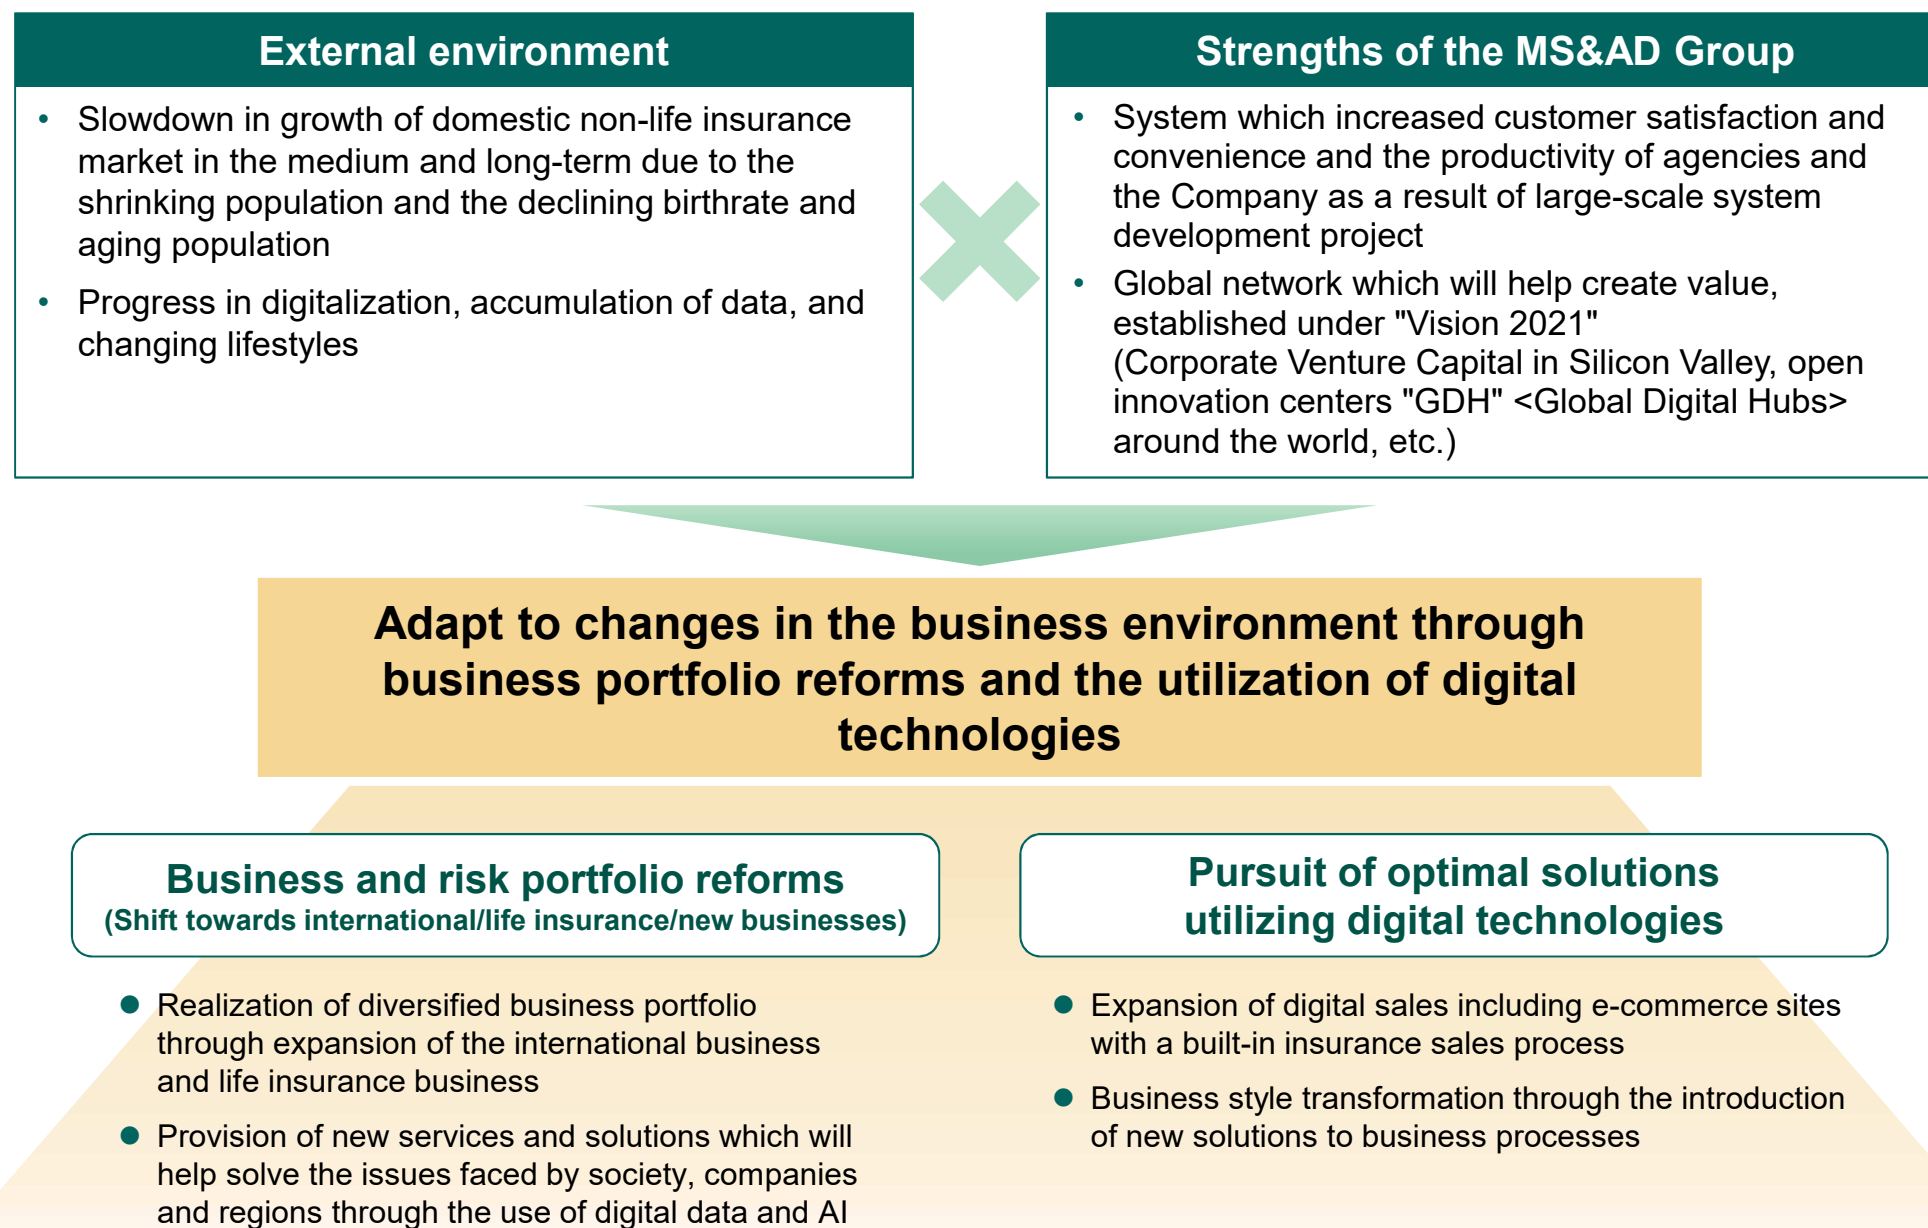 External environment
• Slowdown in growth of domestic non-life insurance
market in the medium and long-term due to the
shrinking population and the declining birthrate and
aging population
• Progress in digitalization, accumulation of data, and
changing lifestyles
Strengths of the MS&AD Group
• System which increased customer satisfaction and
convenience and the productivity of agencies and
the Company as a result of large-scale system
development project
• Global network which will help create value,
established under "Vision 2021"
(Corporate Venture Capital in Silicon Valley, open
innovation centers "GDH" <Global Digital Hubs>
around the world, etc.)
Adapt to changes in the business environment through
business portfolio reforms and the utilization of digital
technologies
Business and risk portfolio reforms
(Shift towards international/life insurance/new businesses)
● Realization of diversified business portfolio
through expansion of the international business
and life insurance business
● Provision of new services and solutions which will
help solve the issues faced by society, companies
and regions through the use of digital data and AI
Pursuit of optimal solutions
utilizing digital technologies
● Expansion of digital sales including e-commerce sites
with a built-in insurance sales process
● Business style transformation through the introduction
of new solutions to business processes